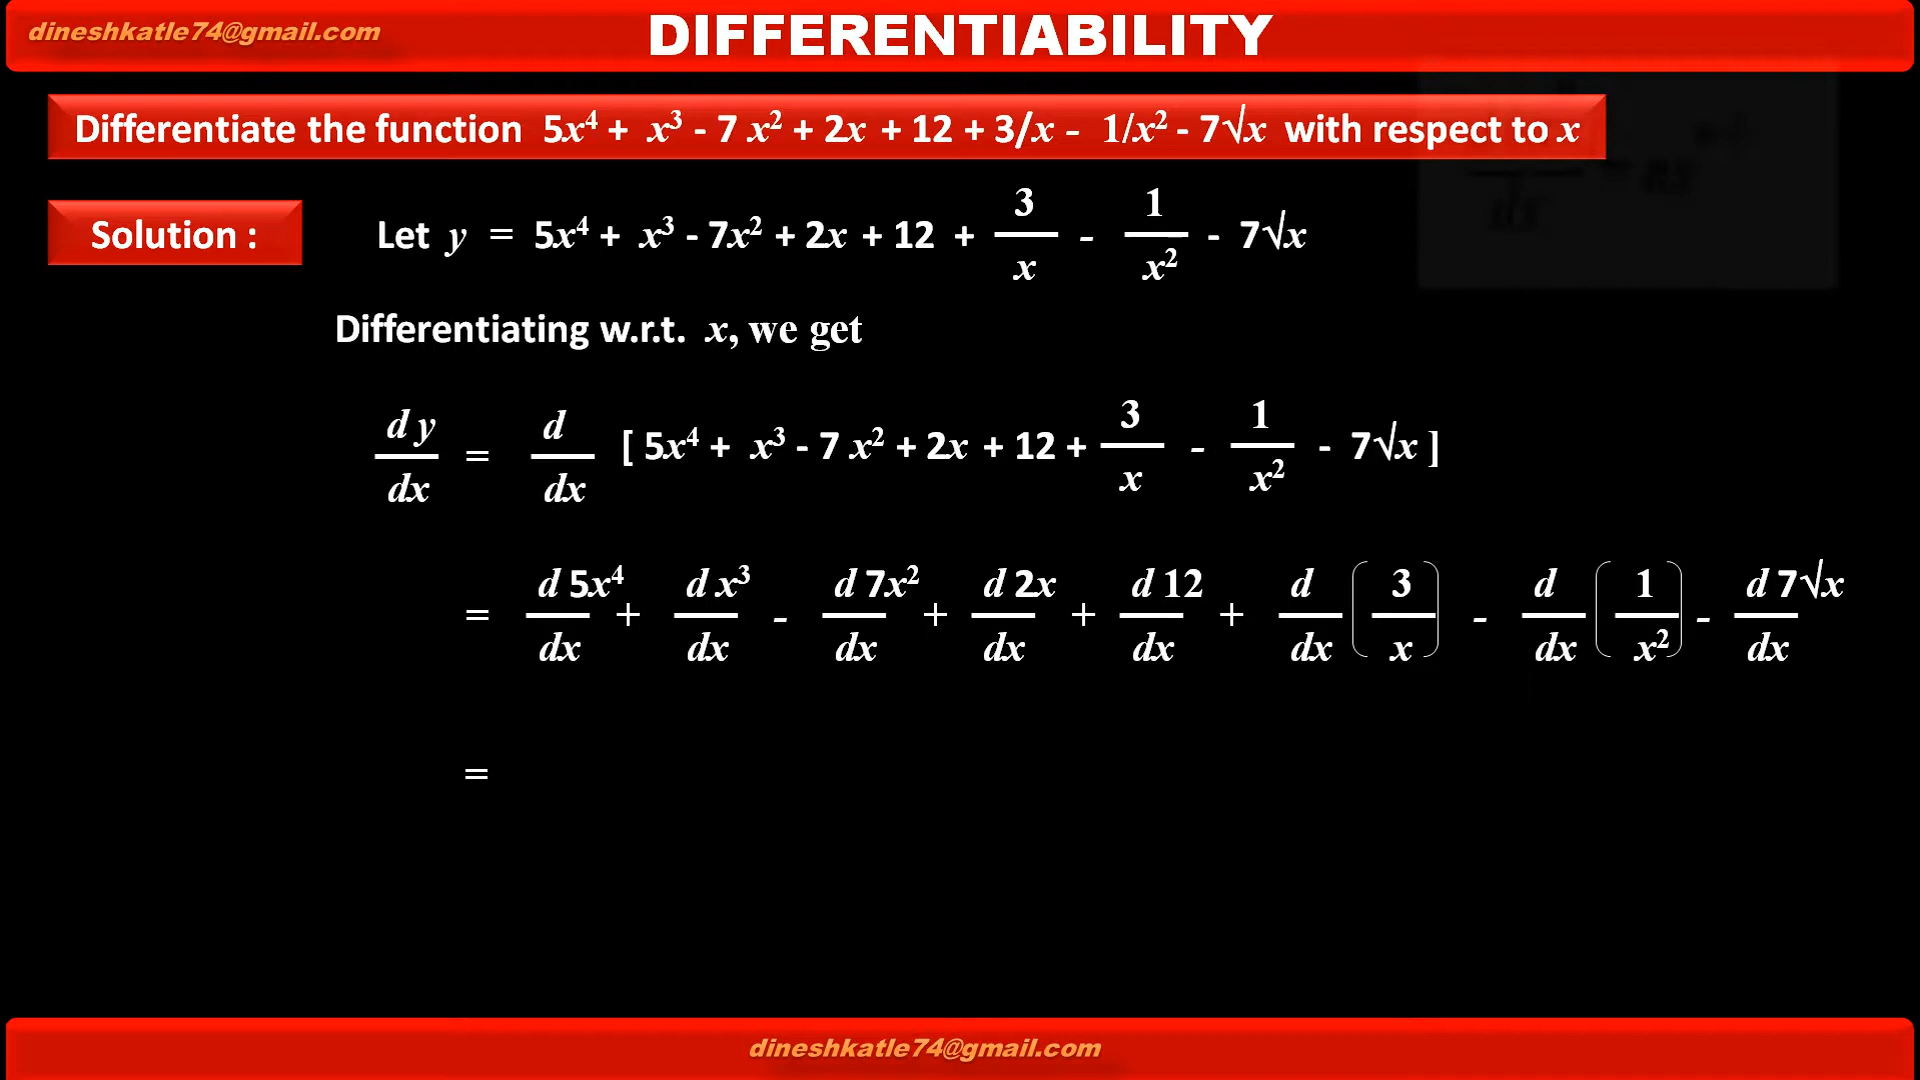 dineshkatle74@gmail.com
DIFFERENTIABILITY
Differentiate the function 5x⁴ + x³ - 7 x² + 2x + 12 + 3/x - 1/x² - 7√x with respect to x
Solution : Let y = 5x⁴ + x³ - 7x² + 2x + 12 + 3/x - 1/x² - 7√x
Differentiating w.r.t. x, we get
d y/dx = d/dx [ 5x⁴ + x³ - 7 x² + 2x + 12 + 3/x - 1/x² - 7√x ]
= d 5x⁴/dx + d x³/dx - d 7x²/dx + d 2x/dx + d 12/dx + d/dx (3/x) - d/dx (1/x²) - d 7√x/dx
=
dineshkatle74@gmail.com